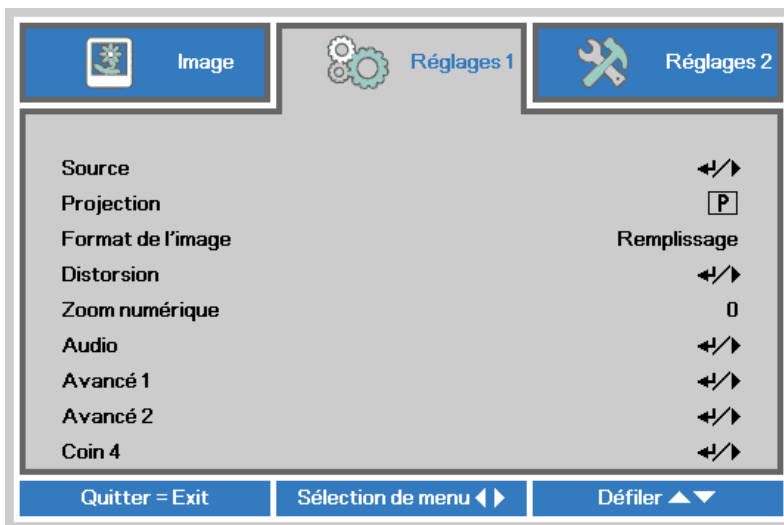 Image Réglages 1 Réglages 2
Source ↵/▶
Projection P
Format de l'image Remplissage
Distorsion ↵/▶
Zoom numérique 0
Audio ↵/▶
Avancé 1 ↵/▶
Avancé 2 ↵/▶
Coin 4 ↵/▶
Quitter = Exit Sélection de menu ◀▶ Défiler ▲▼